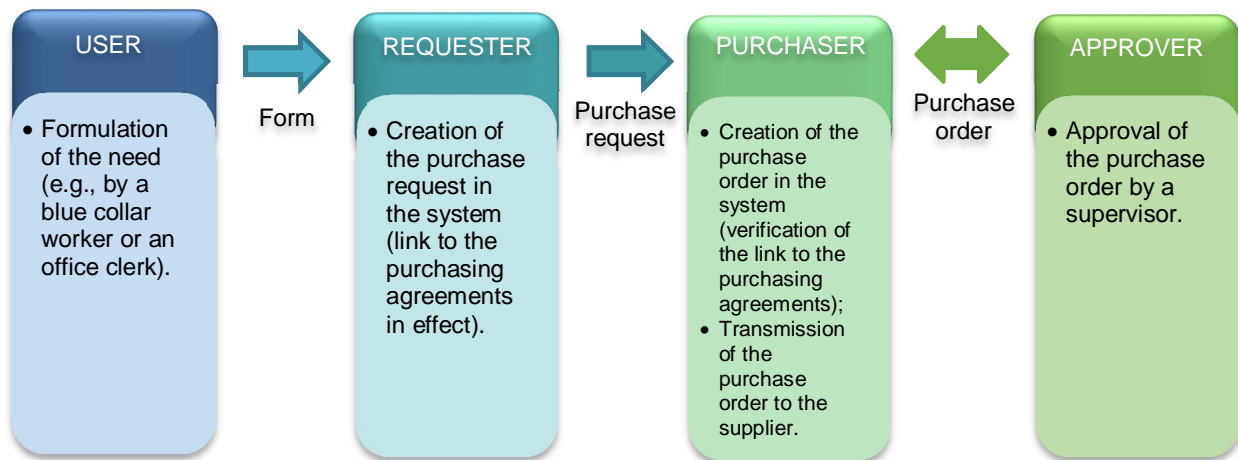 USER
Form
REQUESTER
Purchase
request
PURCHASER
Purchase
order
APPROVER
• Formulation
of the need
(e.g., by a
blue collar
worker or an
office clerk).
• Creation of
the purchase
request in
the system
(link to the
purchasing
agreements
in effect).
• Creation of the
purchase
order in the
system
(verification of
the link to the
purchasing
agreements);
• Transmission
of the
purchase
order to the
supplier.
• Approval of
the purchase
order by a
supervisor.